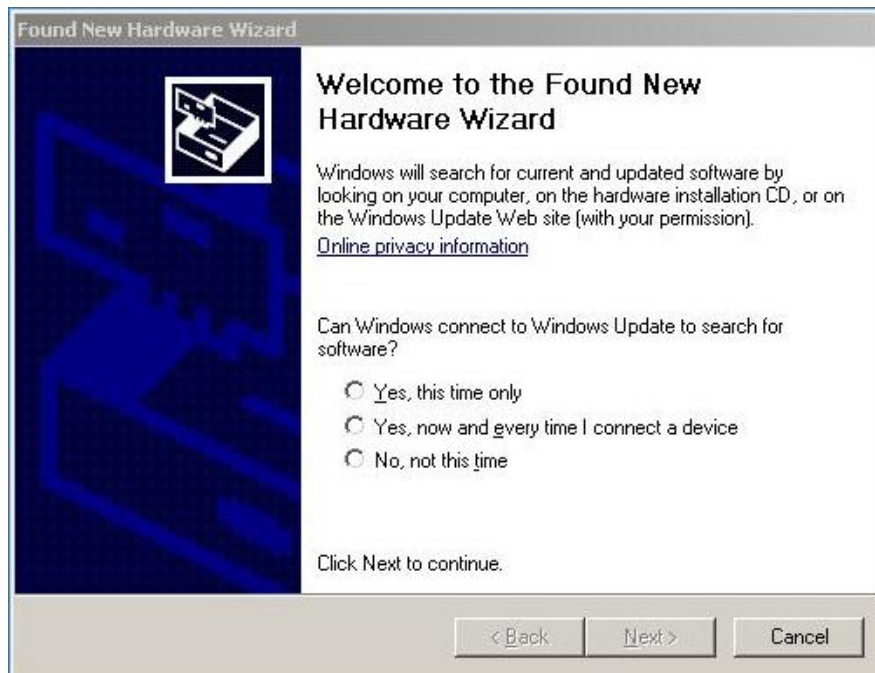 Found New Hardware Wizard
Welcome to the Found New
Hardware Wizard
Windows will search for current and updated software by
looking on your computer, on the hardware installation CD, or on
the Windows Update Web site (with your permission).
Online privacy information
Can Windows connect to Windows Update to search for
software?
Yes, this time only
Yes, now and every time I connect a device
No, not this time
Click Next to continue.
< Back
Next >
Cancel